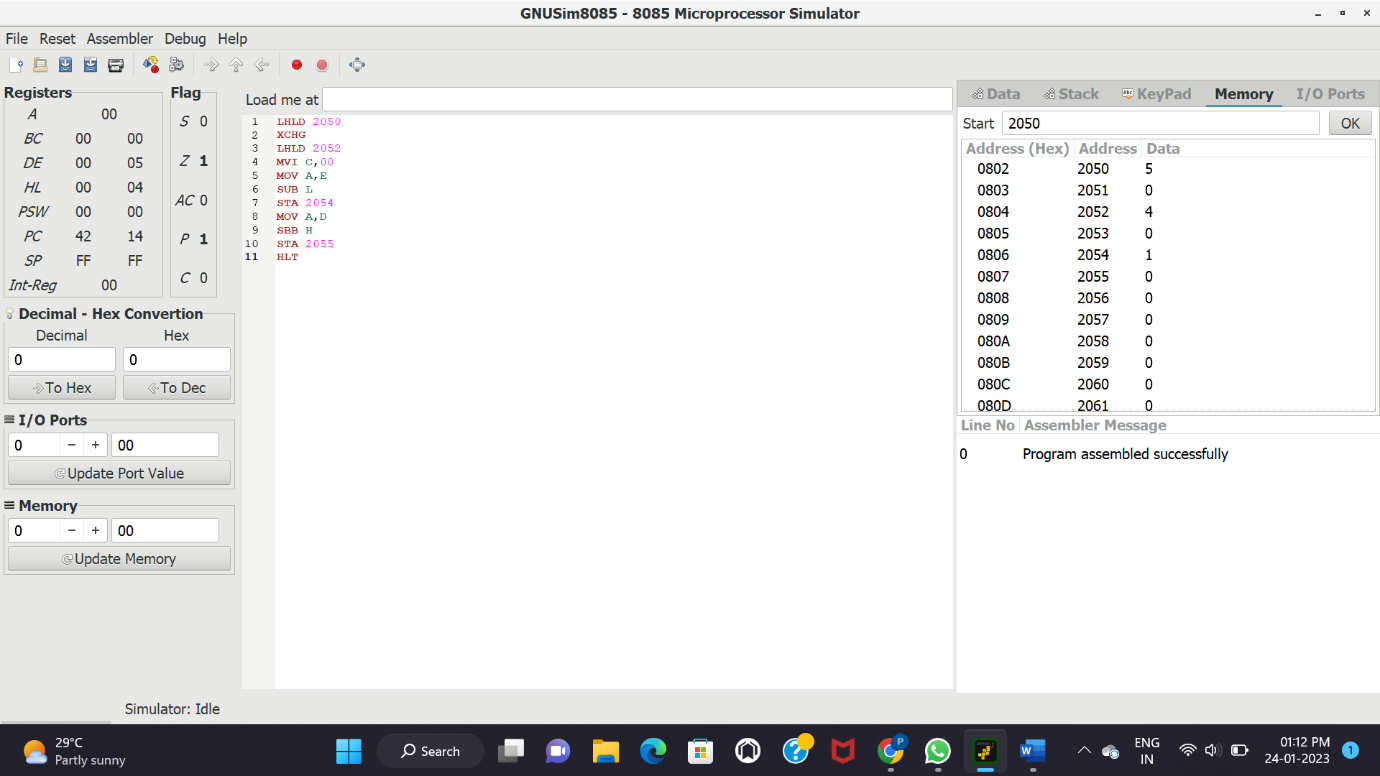 GNUSim8085 - 8085 Microprocessor Simulator
File Reset Assembler Debug Help
Registers
A 00
BC 00 00
DE 00 05
HL 00 04
PSW 00 00
PC 42 14
SP FF FF
Int-Reg 00
Flag
S 0
Z 1
AC 0
P 1
C 0
Decimal - Hex Convertion
Decimal Hex
0 0
To Hex To Dec
I/O Ports
0 - + 00
Update Port Value
Memory
0 - + 00
Update Memory
Load me at
1 LHLD 2050
2 XCHG
3 LHLD 2052
4 MVI C,00
5 MOV A,E
6 SUB L
7 STA 2054
8 MOV A,D
9 SBB H
10 STA 2055
11 HLT
Data Stack KeyPad Memory I/O Ports
Start 2050 OK
Address (Hex) Address Data
0802 2050 5
0803 2051 0
0804 2052 4
0805 2053 0
0806 2054 1
0807 2055 0
0808 2056 0
0809 2057 0
080A 2058 0
080B 2059 0
080C 2060 0
080D 2061 0
Line No Assembler Message
0 Program assembled successfully
Simulator: Idle
29°C
Partly sunny
Search
P
W
ENG
IN
01:12 PM
24-01-2023
1